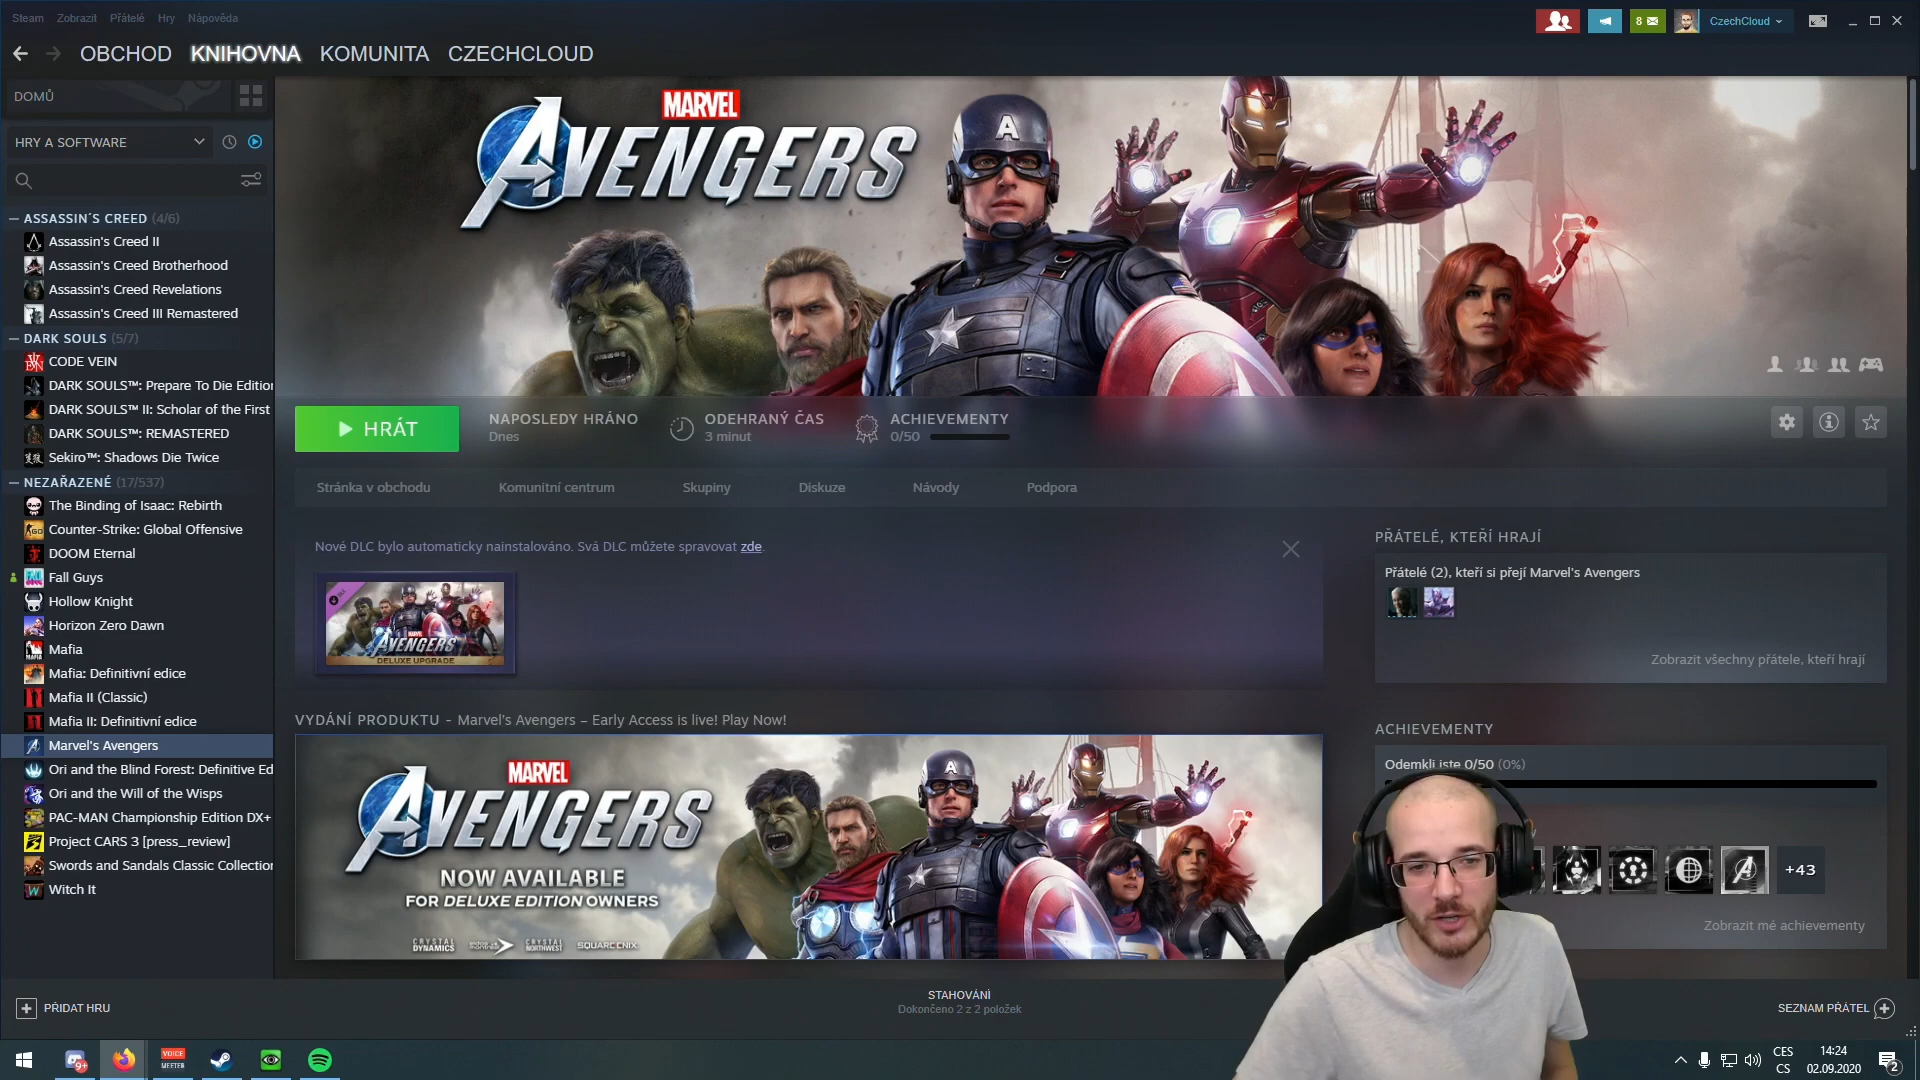 Steam Zobrazit Přátelé Hry Nápověda
8
CzechCloud
OBCHOD KNIHOVNA KOMUNITA CZECHCLOUD
DOMŮ
HRY A SOFTWARE
ASSASSIN´S CREED (4/6)
Assassin's Creed II
Assassin's Creed Brotherhood
Assassin's Creed Revelations
Assassin's Creed III Remastered
DARK SOULS (5/7)
CODE VEIN
DARK SOULS™: Prepare To Die Edition
DARK SOULS™ II: Scholar of the First
DARK SOULS™: REMASTERED
Sekiro™: Shadows Die Twice
NEZAŘAZENÉ (17/537)
The Binding of Isaac: Rebirth
Counter-Strike: Global Offensive
DOOM Eternal
Fall Guys
Hollow Knight
Horizon Zero Dawn
Mafia
Mafia: Definitivní edice
Mafia II (Classic)
Mafia II: Definitivní edice
Marvel's Avengers
Ori and the Blind Forest: Definitive Ed
Ori and the Will of the Wisps
PAC-MAN Championship Edition DX+
Project CARS 3 [press_review]
Swords and Sandals Classic Collection
Witch It
PŘIDAT HRU
MARVEL
AVENGERS
HRÁT
NAPOSLEDY HRÁNO
Dnes
ODEHRANÝ ČAS
3 minut
ACHIEVEMENTY
0/50
Stránka v obchodu Komunitní centrum Skupiny Diskuze Návody Podpora
Nové DLC bylo automaticky nainstalováno. Svá DLC můžete spravovat zde.
MARVEL
AVENGERS
DELUXE UPGRADE
VYDÁNÍ PRODUKTU - Marvel's Avengers – Early Access is live! Play Now!
MARVEL
AVENGERS
NOW AVAILABLE
FOR DELUXE EDITION OWNERS
CRYSTAL DYNAMICS
CRYSTAL NORTHWEST
SQUARE ENIX
PŘÁTELÉ, KTEŘÍ HRAJÍ
Přátelé (2), kteří si přejí Marvel's Avengers
Zobrazit všechny přátele, kteří hrají
ACHIEVEMENTY
Odemkli jste 0/50 (0%)
+43
Zobrazit mé achievementy
STAHOVÁNÍ
Dokončeno 2 z 2 položek
SEZNAM PŘÁTEL
9+
VOICE
MEETER
CES
CS
14:24
02.09.2020
2